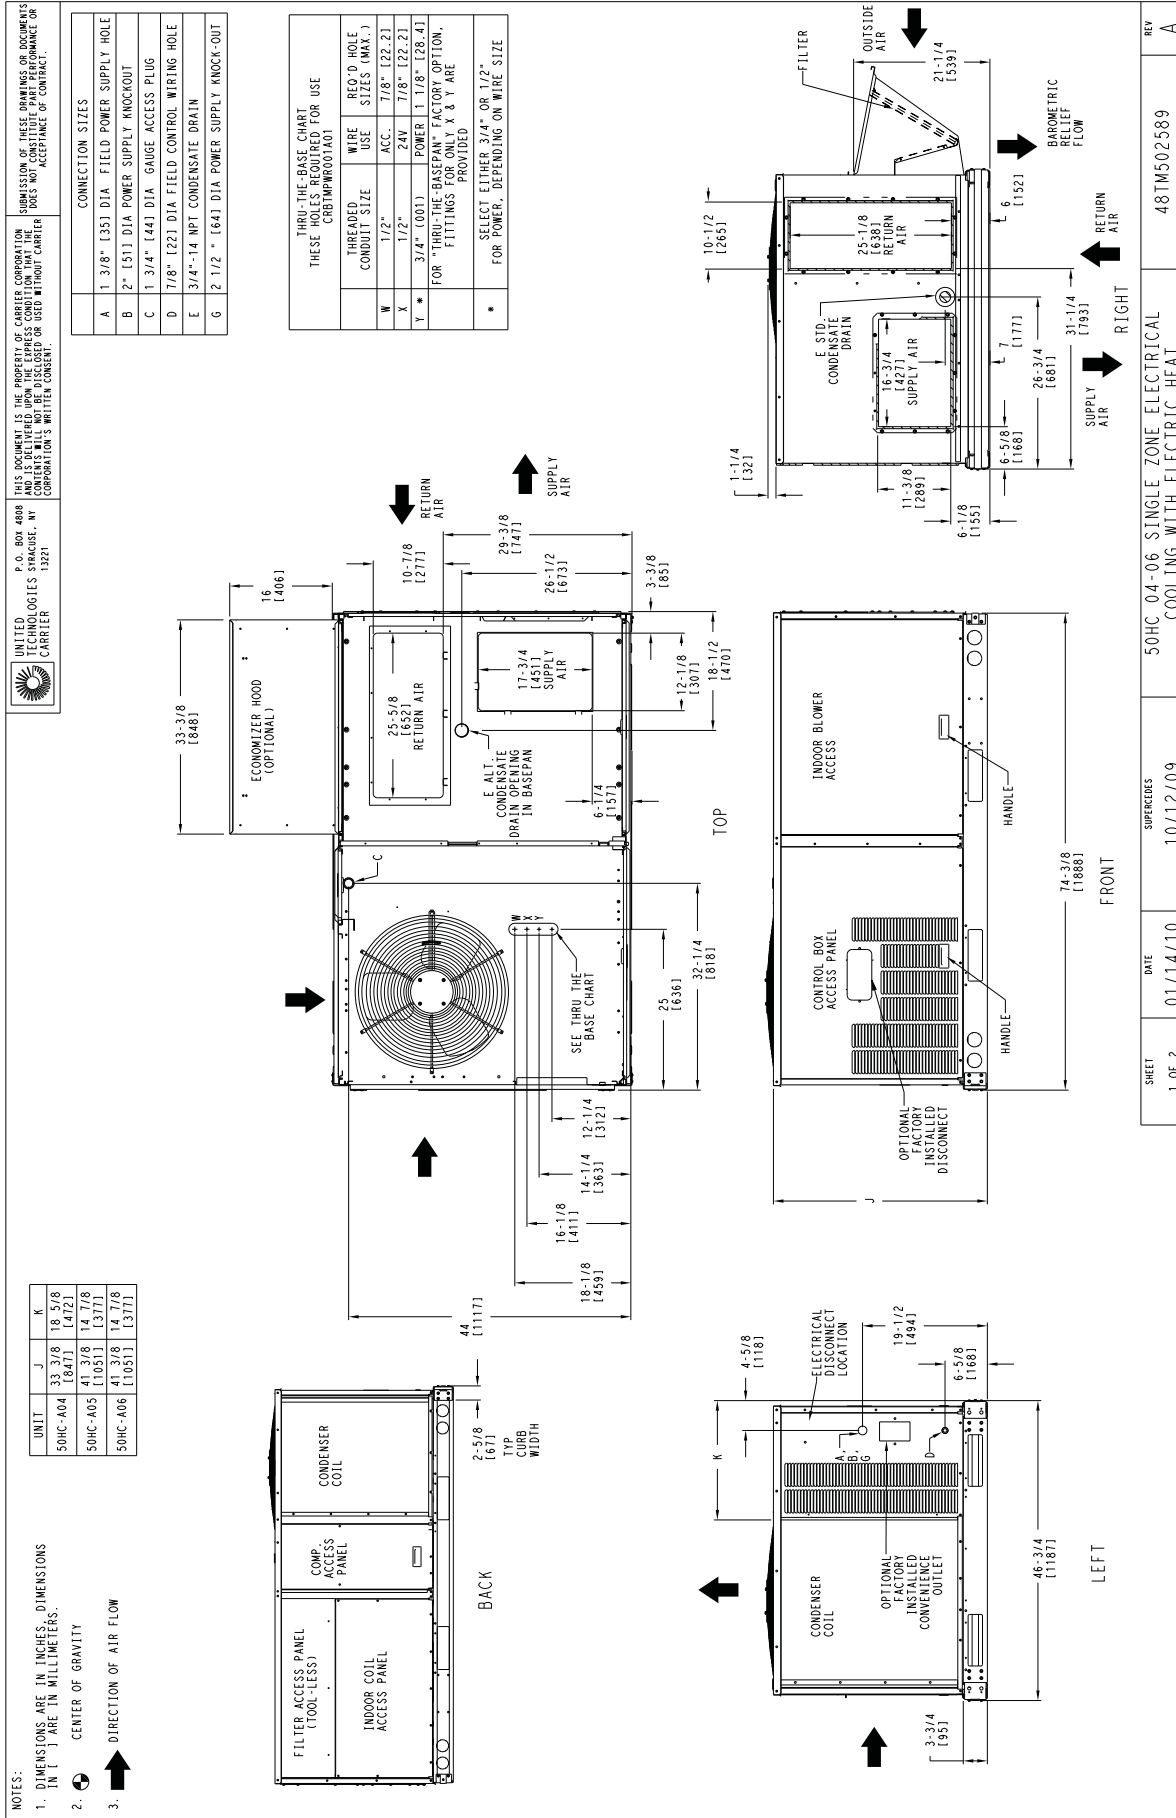 UNITED
TECHNOLOGIES
CARRIER
P.O. BOX 4808
SYRACUSE, NY
13221
THIS DOCUMENT IS THE PROPERTY OF CARRIER CORPORATION
AND IS DELIVERED UPON THE EXPRESS CONDITION THAT THE
CONTENTS WILL NOT BE DISCLOSED OR USED WITHOUT CARRIER
CORPORATION'S WRITTEN CONSENT.
SUBMISSION OF THESE DRAWINGS OR DOCUMENTS
DOES NOT CONSTITUTE PART PERFORMANCE OR
ACCEPTANCE OF CONTRACT.
NOTES:
1. DIMENSIONS ARE IN INCHES, DIMENSIONS
IN [ ] ARE IN MILLIMETERS.
2. CENTER OF GRAVITY
3. DIRECTION OF AIR FLOW
UNIT J K
50HC-A04 33 3/8 [847] 18 5/8 [472]
50HC-A05 41 3/8 [1051] 14 7/8 [377]
50HC-A06 41 3/8 [1051] 14 7/8 [377]
CONNECTION SIZES
A 1 3/8" [35] DIA FIELD POWER SUPPLY HOLE
B 2" [51] DIA POWER SUPPLY KNOCKOUT
C 1 3/4" [44] DIA GAUGE ACCESS PLUG
D 7/8" [22] DIA FIELD CONTROL WIRING HOLE
E 3/4"-14 NPT CONDENSATE DRAIN
G 2 1/2 " [64] DIA POWER SUPPLY KNOCK-OUT
THRU-THE-BASE CHART
THESE HOLES REQUIRED FOR USE
CRBTMPWR001A01
THREADED CONDUIT SIZE WIRE USE REQ'D HOLE SIZES (MAX.)
W 1/2" ACC. 7/8" [22.2]
X 1/2" 24V 7/8" [22.2]
Y * 3/4" (001) POWER 1 1/8" [28.4]
FOR "THRU-THE-BASEPAN" FACTORY OPTION,
FITTINGS FOR ONLY X & Y ARE
PROVIDED
* SELECT EITHER 3/4" OR 1/2"
FOR POWER, DEPENDING ON WIRE SIZE
FILTER ACCESS PANEL
(TOOL-LESS)
INDOOR COIL
ACCESS PANEL
COMP.
ACCESS
PANEL
CONDENSER
COIL
2-5/8
[67]
TYP
CURB
WIDTH
BACK
33-3/8
[848]
16
[406]
ECONOMIZER HOOD
(OPTIONAL)
RETURN
AIR
10-7/8
[277]
29-3/8
[747]
SUPPLY
AIR
25-5/8
[652]
RETURN AIR
26-1/2
[673]
17-3/4
[451]
SUPPLY
AIR
3-3/8
[85]
E ALT.
CONDENSATE
DRAIN OPENING
IN BASEPAN
6-1/4
[157]
12-1/8
[307]
18-1/2
[470]
C
W
X
Y
SEE THRU THE
BASE CHART
25
[636]
32-1/4
[818]
44
[1117]
18-1/8
[459]
16-1/8
[411]
14-1/4
[363]
12-1/4
[312]
TOP
FILTER
OUTSIDE
AIR
21-1/4
[539]
BAROMETRIC
RELIEF
FLOW
10-1/2
[265]
25-1/8
[638]
RETURN
AIR
6
[152]
RETURN
AIR
E STD.
CONDENSATE
DRAIN
16-3/4
[427]
SUPPLY AIR
7
[177]
1-1/4
[32]
11-3/8
[289]
6-1/8
[155]
6-5/8
[168]
26-3/4
[681]
31-1/4
[793]
SUPPLY
AIR
RIGHT
CONDENSER
COIL
OPTIONAL
FACTORY
INSTALLED
CONVENIENCE
OUTLET
ELECTRICAL
DISCONNECT
LOCATION
A,
B,
G
D
K
4-5/8
[118]
19-1/2
[494]
6-5/8
[168]
3-3/4
[95]
46-3/4
[1187]
LEFT
J
OPTIONAL
FACTORY
INSTALLED
DISCONNECT
CONTROL BOX
ACCESS PANEL
INDOOR BLOWER
ACCESS
HANDLE
HANDLE
74-3/8
[1888]
FRONT
SHEET
1 OF 2
DATE
01/14/10
SUPERCEDES
10/12/09
50HC 04-06 SINGLE ZONE ELECTRICAL
COOLING WITH ELECTRIC HEAT
48TM502589
REV
A